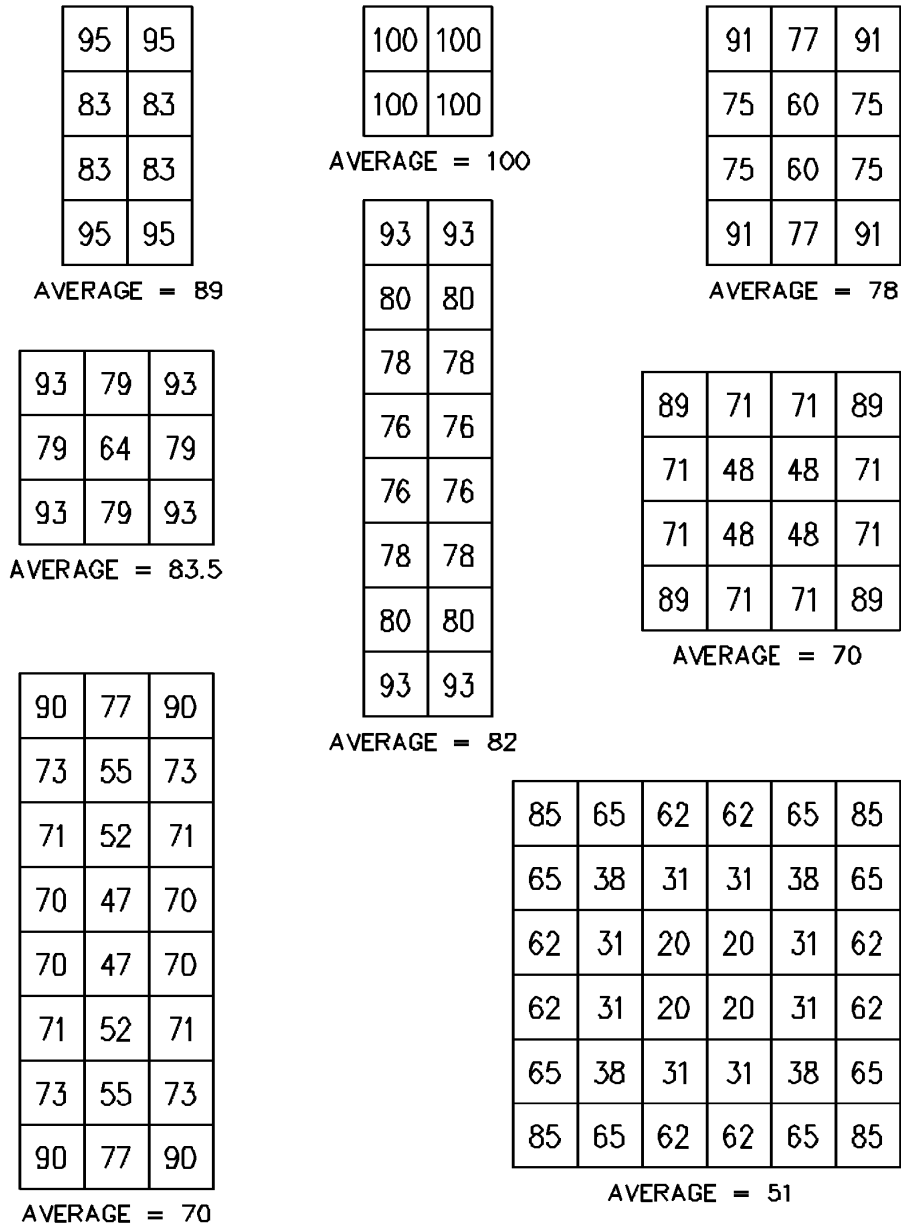 95 95
83 83
83 83
95 95
AVERAGE = 89
100 100
100 100
AVERAGE = 100
91 77 91
75 60 75
75 60 75
91 77 91
AVERAGE = 78
93 79 93
79 64 79
93 79 93
AVERAGE = 83.5
93 93
80 80
78 78
76 76
76 76
78 78
80 80
93 93
AVERAGE = 82
89 71 71 89
71 48 48 71
71 48 48 71
89 71 71 89
AVERAGE = 70
90 77 90
73 55 73
71 52 71
70 47 70
70 47 70
71 52 71
73 55 73
90 77 90
AVERAGE = 70
85 65 62 62 65 85
65 38 31 31 38 65
62 31 20 20 31 62
62 31 20 20 31 62
65 38 31 31 38 65
85 65 62 62 65 85
AVERAGE = 51